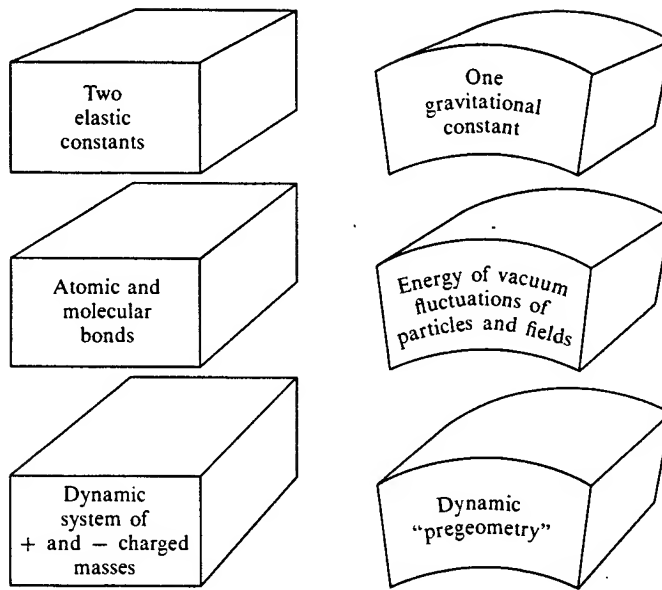 Two
elastic
constants
One
gravitational
constant
Atomic and
molecular
bonds
Energy of vacuum
fluctuations of
particles and fields
Dynamic
system of
+ and − charged
masses
Dynamic
“pregeometry”